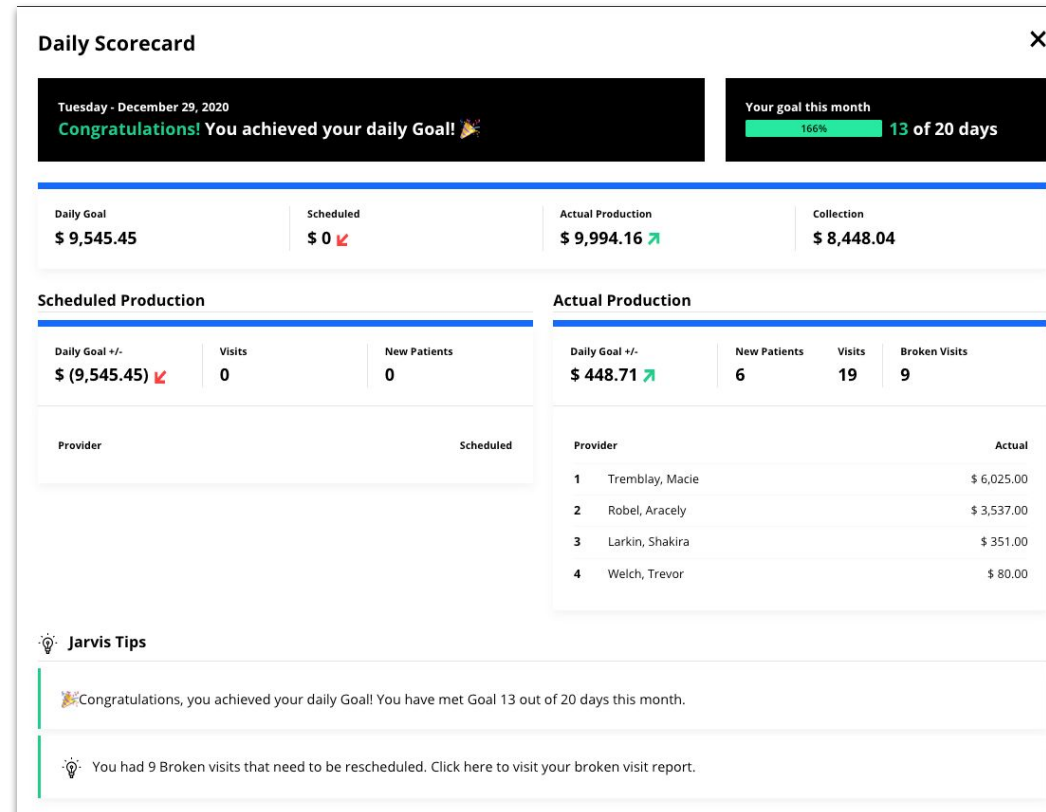 Daily Scorecard
Tuesday - December 29, 2020
Congratulations! You achieved your daily Goal! 🎉
Your goal this month
166% 13 of 20 days
Daily Goal
$ 9,545.45
Scheduled
$ 0
Actual Production
$ 9,994.16
Collection
$ 8,448.04
Scheduled Production
Daily Goal +/-
$ (9,545.45)
Visits
0
New Patients
0
Provider Scheduled
Actual Production
Daily Goal +/-
$ 448.71
New Patients
6
Visits
19
Broken Visits
9
Provider Actual
1 Tremblay, Macie $ 6,025.00
2 Robel, Aracely $ 3,537.00
3 Larkin, Shakira $ 351.00
4 Welch, Trevor $ 80.00
Jarvis Tips
🎉Congratulations, you achieved your daily Goal! You have met Goal 13 out of 20 days this month.
You had 9 Broken visits that need to be rescheduled. Click here to visit your broken visit report.